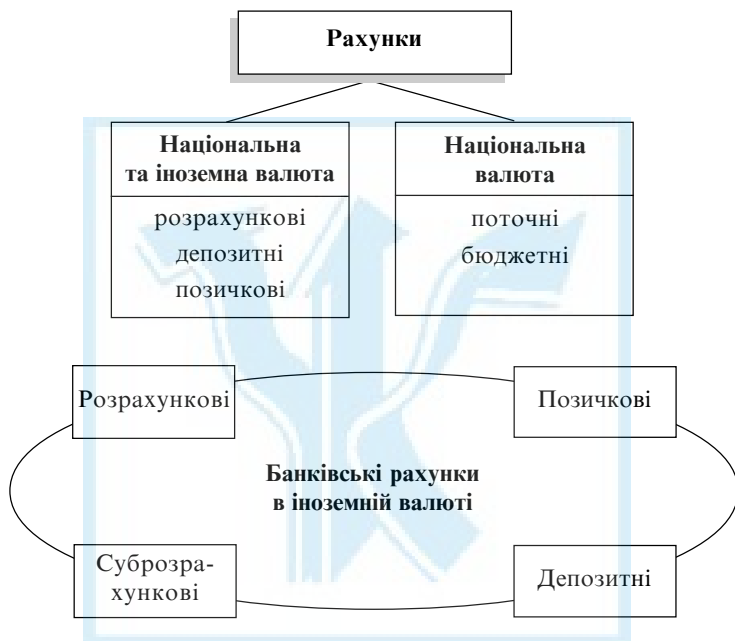 Рахунки
Національна
та іноземна валюта
розрахункові
депозитні
позичкові
Національна
валюта
поточні
бюджетні
Розрахункові
Позичкові
Банківські рахунки
в іноземній валюті
Суброзра-
хункові
Депозитні